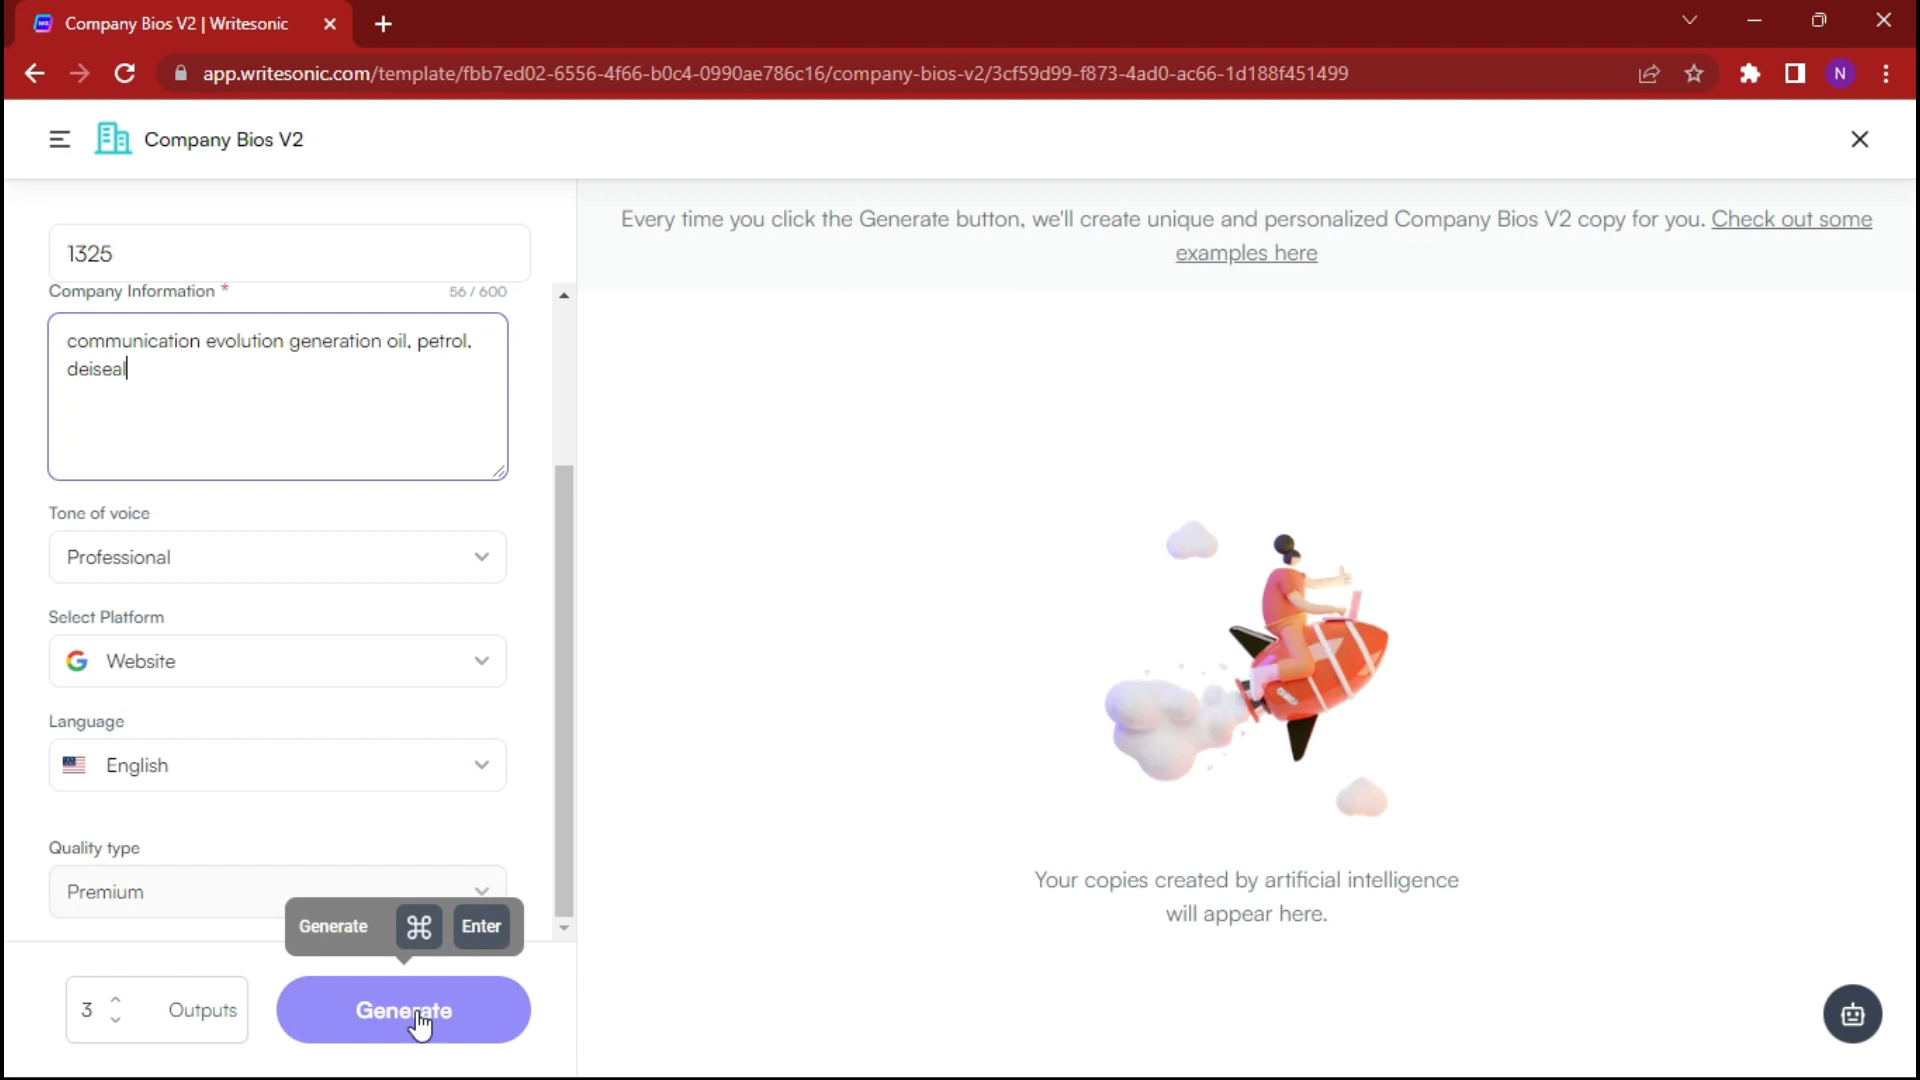 Company Bios V2 | Writesonic
app.writesonic.com/template/fbb7ed02-6556-4f66-b0c4-0990ae786c16/company-bios-v2/3cf59d99-f873-4ad0-ac66-1d188f451499
N
Company Bios V2
1325
Company Information * 56 / 600
communication evolution generation oil, petrol,
deiseal
Tone of voice
Professional
Select Platform
Website
Language
English
Quality type
Premium
Generate ⌘ Enter
3 Outputs
Generate
Every time you click the Generate button, we'll create unique and personalized Company Bios V2 copy for you. Check out some
examples here
Your copies created by artificial intelligence
will appear here.